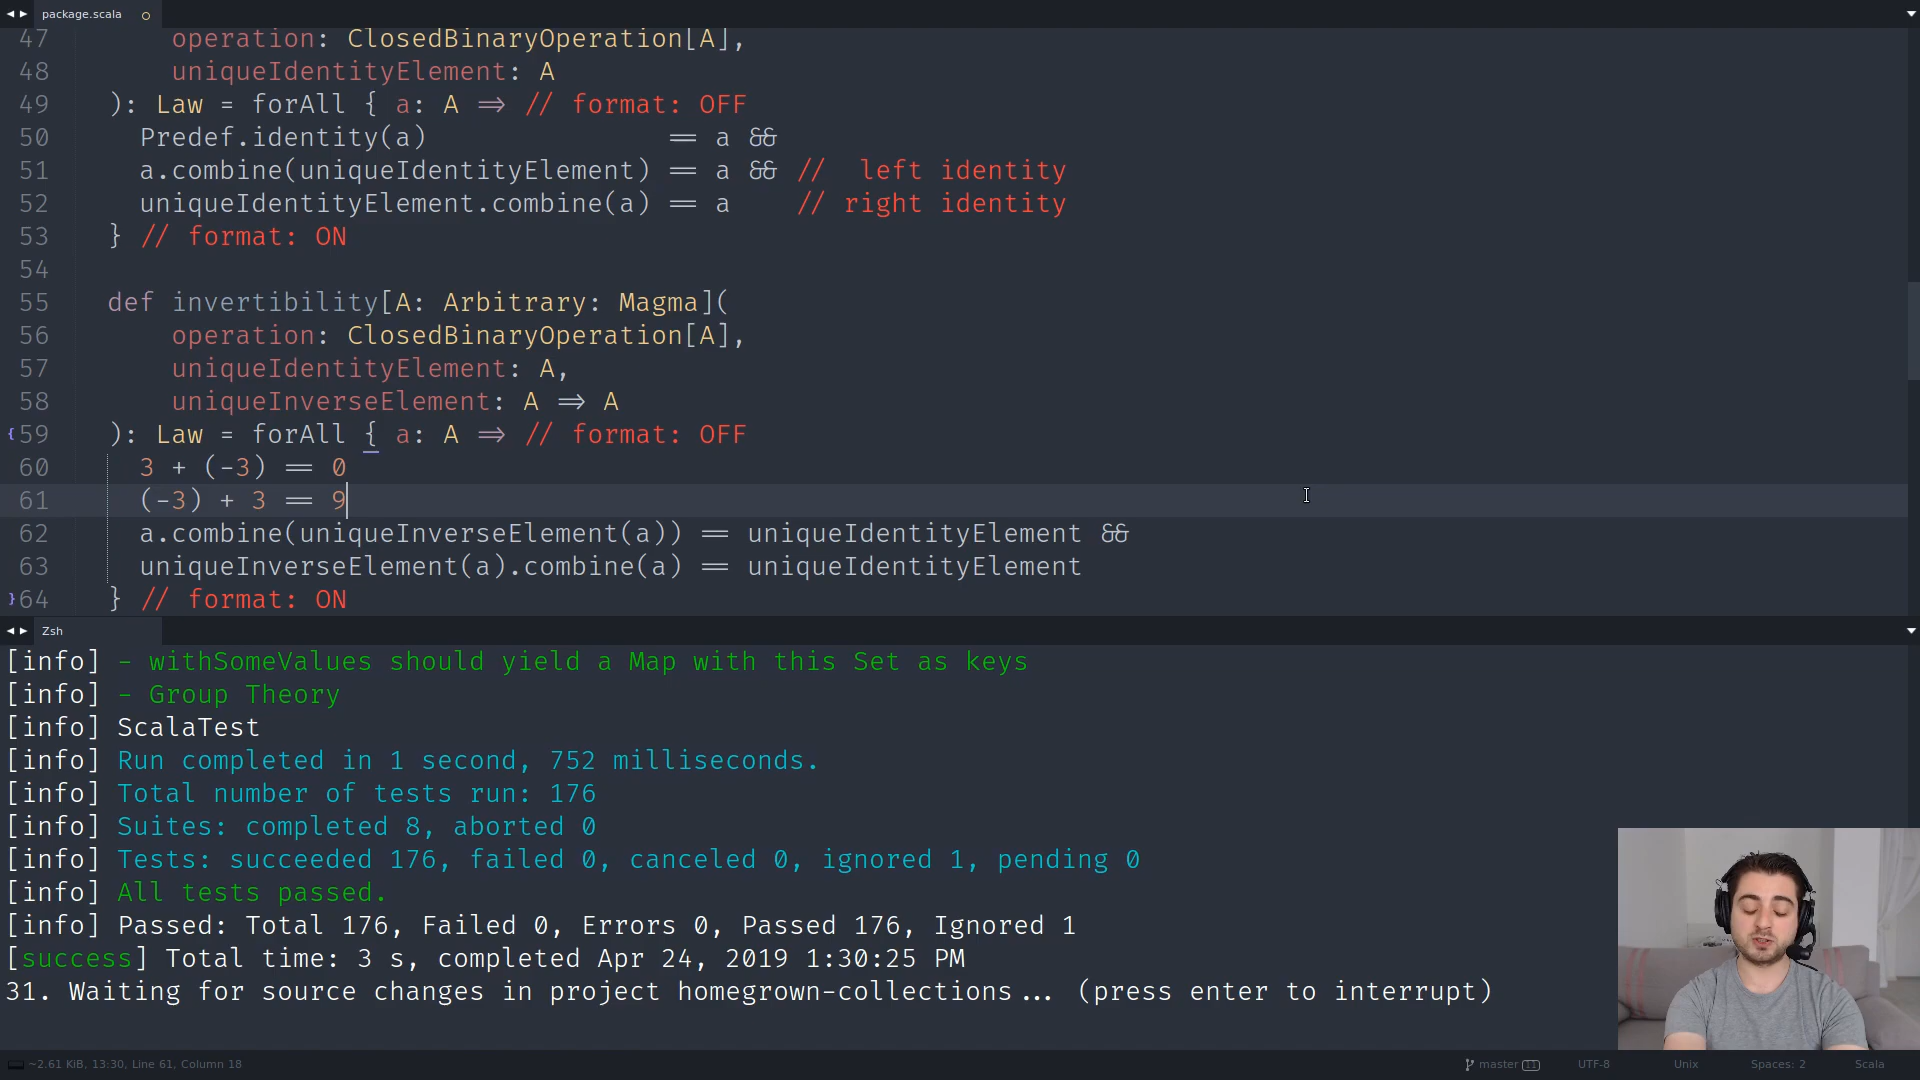 package.scala
47 operation: ClosedBinaryOperation[A],
48 uniqueIdentityElement: A
49 ): Law = forAll { a: A => // format: OFF
50 Predef.identity(a) == a &&
51 a.combine(uniqueIdentityElement) == a && // left identity
52 uniqueIdentityElement.combine(a) == a // right identity
53 } // format: ON
54
55 def invertibility[A: Arbitrary: Magma](
56 operation: ClosedBinaryOperation[A],
57 uniqueIdentityElement: A,
58 uniqueInverseElement: A => A
{59 ): Law = forAll { a: A => // format: OFF
60 3 + (-3) == 0
61 (-3) + 3 == 9
62 a.combine(uniqueInverseElement(a)) == uniqueIdentityElement &&
63 uniqueInverseElement(a).combine(a) == uniqueIdentityElement
}64 } // format: ON
Zsh
[info] - withSomeValues should yield a Map with this Set as keys
[info] - Group Theory
[info] ScalaTest
[info] Run completed in 1 second, 752 milliseconds.
[info] Total number of tests run: 176
[info] Suites: completed 8, aborted 0
[info] Tests: succeeded 176, failed 0, canceled 0, ignored 1, pending 0
[info] All tests passed.
[info] Passed: Total 176, Failed 0, Errors 0, Passed 176, Ignored 1
[success] Total time: 3 s, completed Apr 24, 2019 1:30:25 PM
31. Waiting for source changes in project homegrown-collections... (press enter to interrupt)
~2.61 KiB, 13:30, Line 61, Column 18 master 11 UTF-8 Unix Spaces: 2 Scala